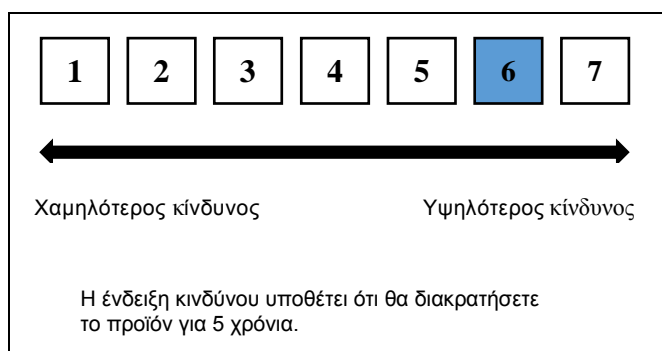 1 2 3 4 5 6 7
Χαμηλότερος κίνδυνος Υψηλότερος κίνδυνος
Η ένδειξη κινδύνου υποθέτει ότι θα διακρατήσετε
το προϊόν για 5 χρόνια.